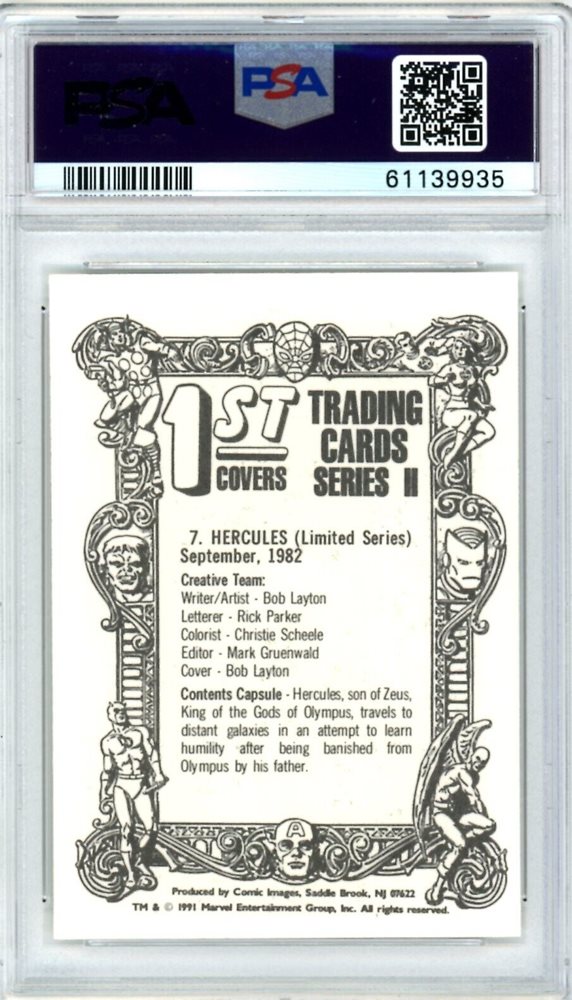 PSA
PSA
61139935
1ST
COVERS
TRADING
CARDS
SERIES II
7. HERCULES (Limited Series)
September, 1982
Creative Team:
Writer/Artist - Bob Layton
Letterer - Rick Parker
Colorist - Christie Scheele
Editor - Mark Gruenwald
Cover - Bob Layton
Contents Capsule - Hercules, son of Zeus,
King of the Gods of Olympus, travels to
distant galaxies in an attempt to learn
humility after being banished from
Olympus by his father.
A
Produced by Comic Images, Saddle Brook, NJ 07622
TM & © 1991 Marvel Entertainment Group, Inc. All rights reserved.